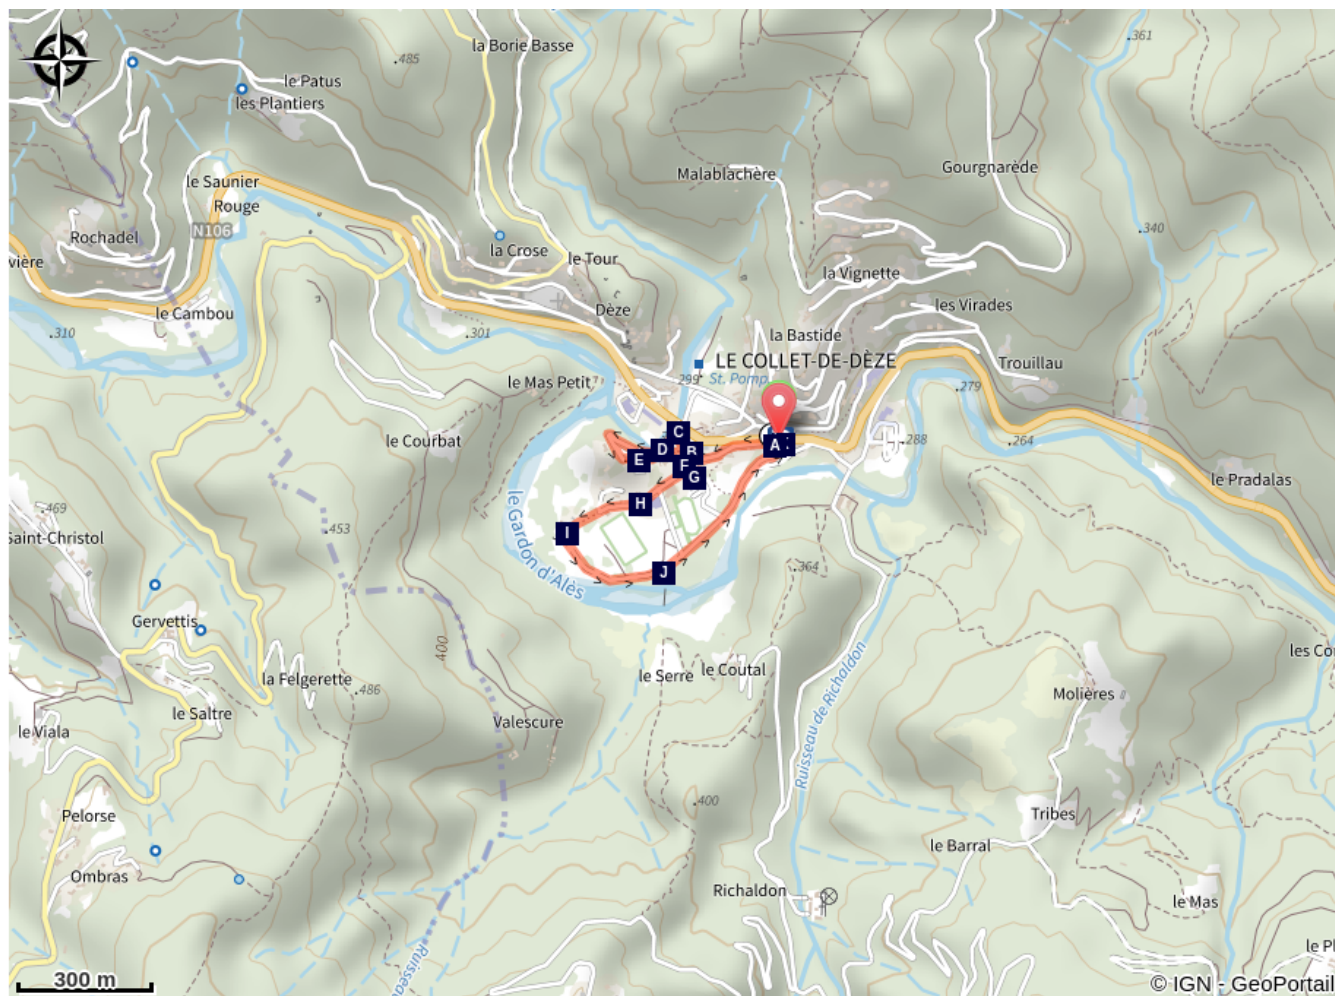 la Borie Basse
.361
.485
le Patus
les Plantiers
Malablachère
Gourgnarède
le Saunier
Rouge
N106
.340
Rochadel
la Crose
le Tour
vière
la Vignette
Dèze
les Virades
le Cambou
.310
.301
la Bastide
LE COLLET-DE-DÈZE
Trouillau
299
St. Pomp.
le Mas Petit
.279
C
le Courbat
D
B
A
.288
.264
E
F
G
le Pradalas
H
.469
.453
I
Saint-Christol
le Gardon d'Alès
J
.364
Gervettis
400
les Cou
le Serre
le Coutal
Ruisseau de Richaldon
la Felgerette
.486
Molières
le Saltre
Valescure
le Viala
.400
Pelorse
Tribes
le Barral
Ombras
Richaldon
le Mas
Ruissea
le Pl
300 m
© IGN - GeoPortail